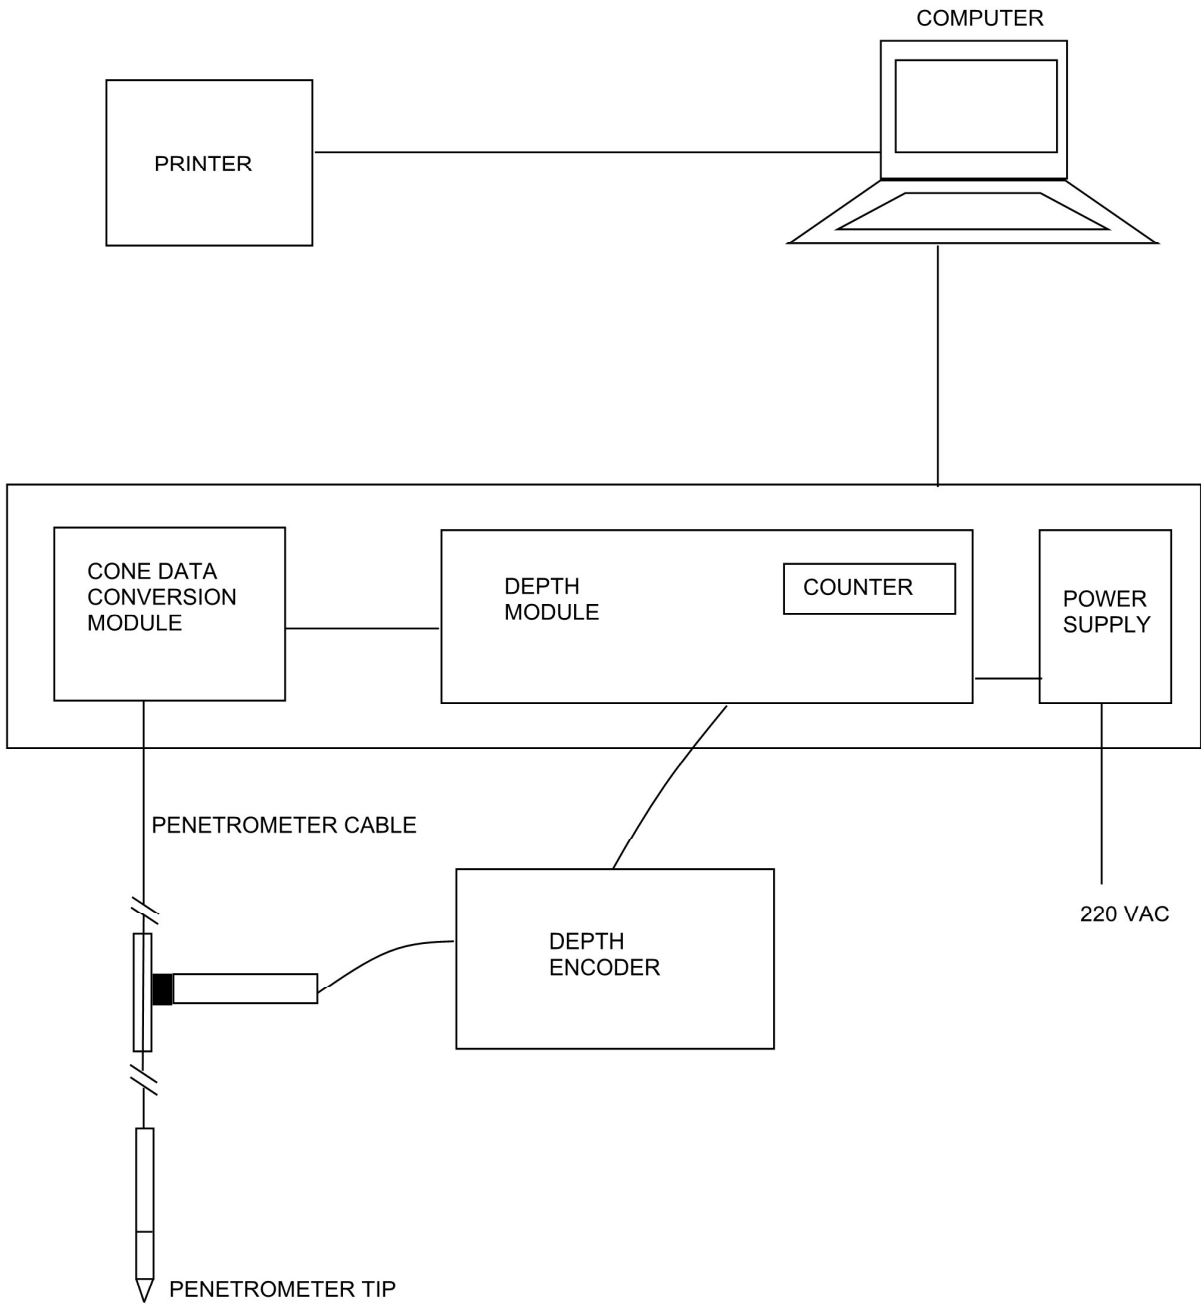 COMPUTER
PRINTER
CONE DATA
CONVERSION
MODULE
DEPTH
MODULE
COUNTER
POWER
SUPPLY
PENETROMETER CABLE
220 VAC
DEPTH
ENCODER
PENETROMETER TIP